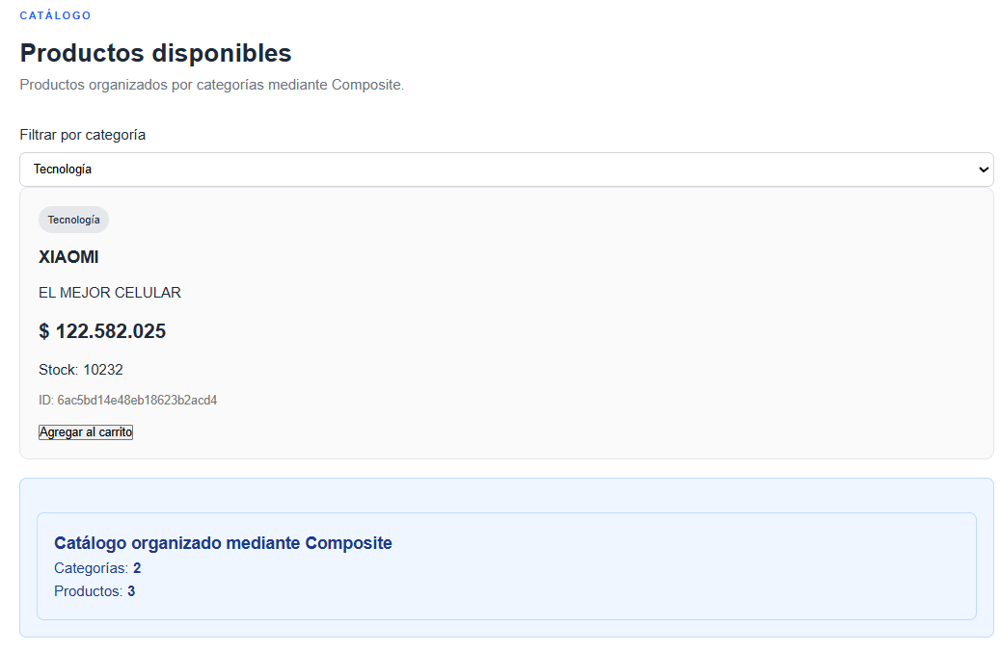 CATÁLOGO
Productos disponibles
Productos organizados por categorías mediante Composite.
Filtrar por categoría
Tecnología
Tecnología
XIAOMI
EL MEJOR CELULAR
$ 122.582.025
Stock: 10232
ID: 6ac5bd14e48eb18623b2acd4
Agregar al carrito
Catálogo organizado mediante Composite
Categorías: 2
Productos: 3